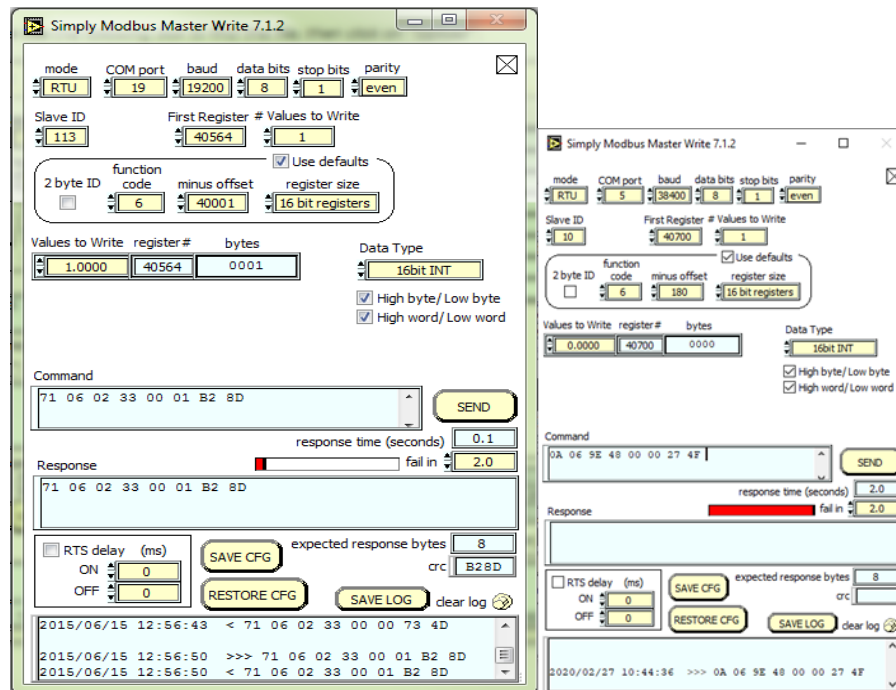 Simply Modbus Master Write 7.1.2
mode COM port baud data bits stop bits parity
RTU 19 19200 8 1 even
Slave ID First Register # Values to Write
113 40564 1
Use defaults
2 byte ID function code minus offset register size
6 40001 16 bit registers
Values to Write register# bytes
1.0000 40564 0001
Data Type
16bit INT
High byte/Low byte
High word/Low word
Command
71 06 02 33 00 01 B2 8D
SEND
response time (seconds) 0.1
Response fail in 2.0
71 06 02 33 00 01 B2 8D
RTS delay (ms)
ON 0
OFF 0
SAVE CFG
RESTORE CFG
expected response bytes 8
crc B28D
SAVE LOG clear log
2015/06/15 12:56:43 < 71 06 02 33 00 00 73 4D
2015/06/15 12:56:50 >>> 71 06 02 33 00 01 B2 8D
2015/06/15 12:56:50 < 71 06 02 33 00 01 B2 8D
Simply Modbus Master Write 7.1.2
mode COM port baud data bits stop bits parity
RTU 5 38400 8 1 even
Slave ID First Register # Values to Write
10 40700 1
Use defaults
2 byte ID function code minus offset register size
6 180 16 bit registers
Values to Write register# bytes
0.0000 40700 0000
Data Type
16bit INT
High byte/Low byte
High word/Low word
Command
0A 06 9E 48 00 00 27 4F
SEND
response time (seconds) 2.0
Response fail in 2.0
RTS delay (ms)
ON 0
OFF 0
SAVE CFG
RESTORE CFG
expected response bytes 8
crc
SAVE LOG clear log
2020/02/27 10:44:36 >>> 0A 06 9E 48 00 00 27 4F